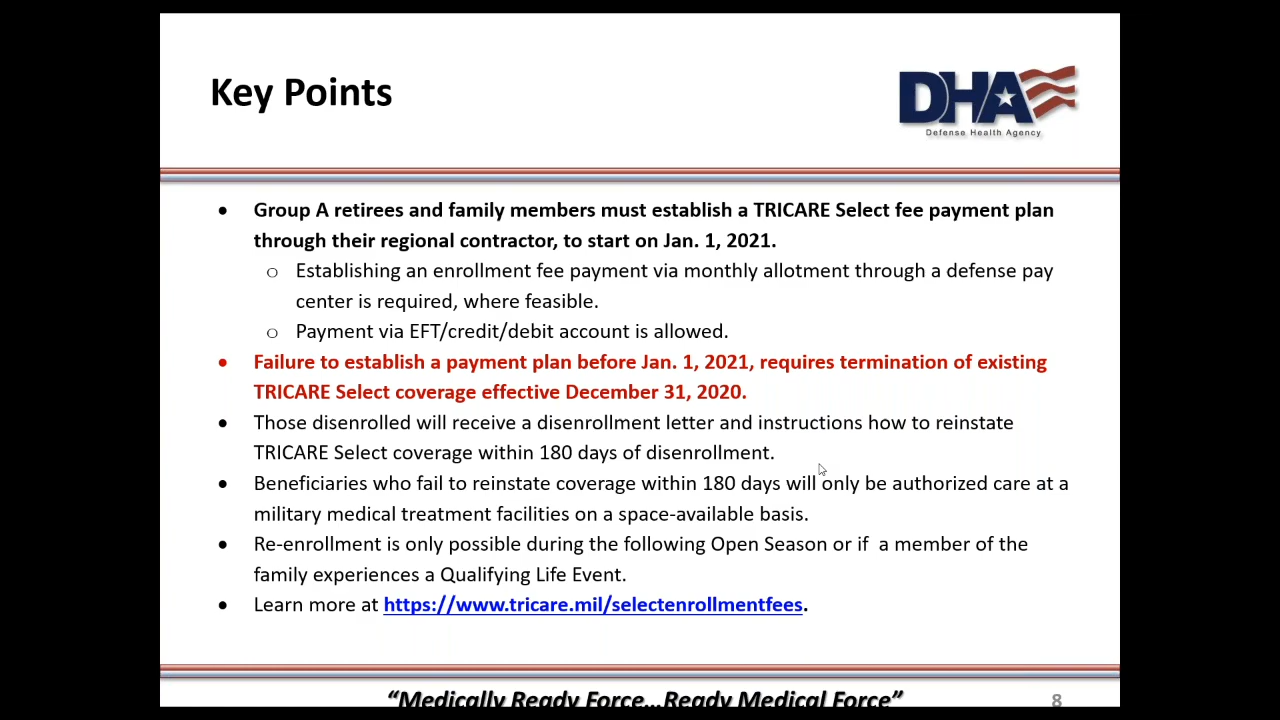 Key Points
DHA
Defense Health Agency
• Group A retirees and family members must establish a TRICARE Select fee payment plan
through their regional contractor, to start on Jan. 1, 2021.
o Establishing an enrollment fee payment via monthly allotment through a defense pay
center is required, where feasible.
o Payment via EFT/credit/debit account is allowed.
• Failure to establish a payment plan before Jan. 1, 2021, requires termination of existing
TRICARE Select coverage effective December 31, 2020.
• Those disenrolled will receive a disenrollment letter and instructions how to reinstate
TRICARE Select coverage within 180 days of disenrollment.
• Beneficiaries who fail to reinstate coverage within 180 days will only be authorized care at a
military medical treatment facilities on a space-available basis.
• Re-enrollment is only possible during the following Open Season or if  a member of the
family experiences a Qualifying Life Event.
• Learn more at https://www.tricare.mil/selectenrollmentfees.
“Medically Ready Force…Ready Medical Force”
8